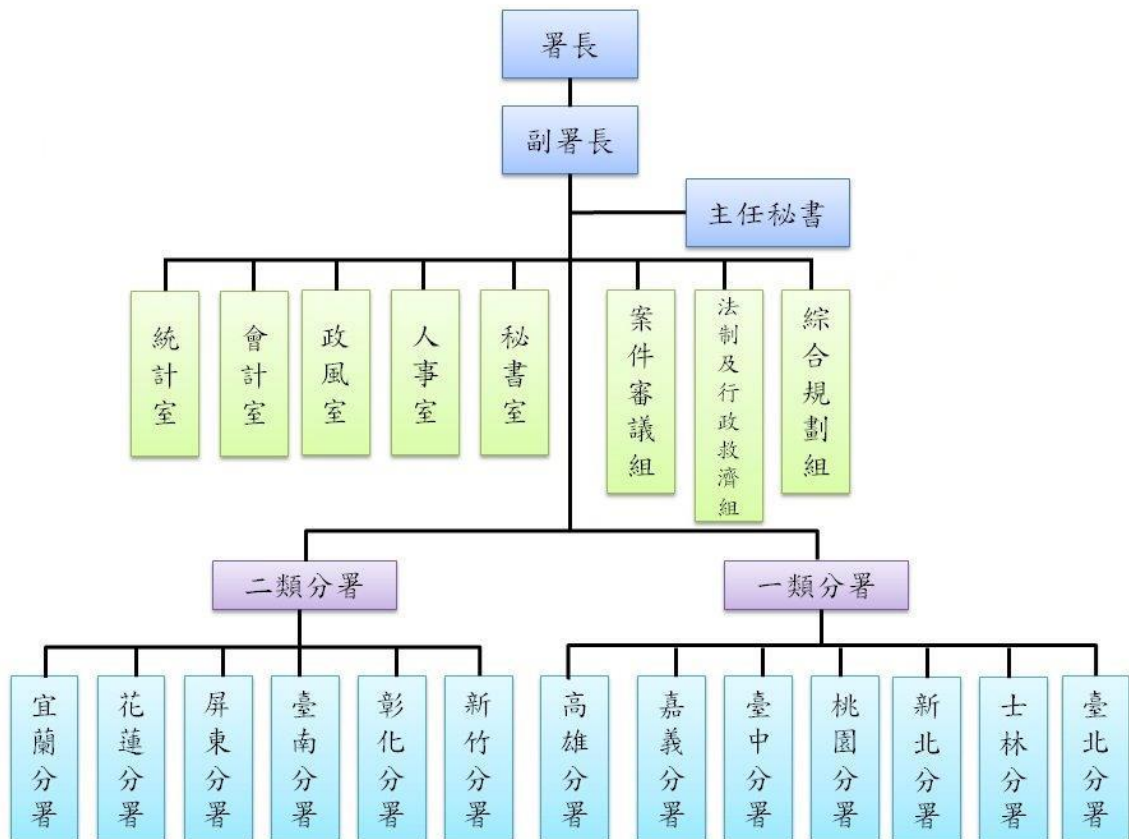 署長
副署長
主任秘書
統計室
會計室
政風室
人事室
秘書室
案件審議組
法制及行政救濟組
綜合規劃組
二類分署
一類分署
宜蘭分署
花蓮分署
屏東分署
臺南分署
彰化分署
新竹分署
高雄分署
嘉義分署
臺中分署
桃園分署
新北分署
士林分署
臺北分署